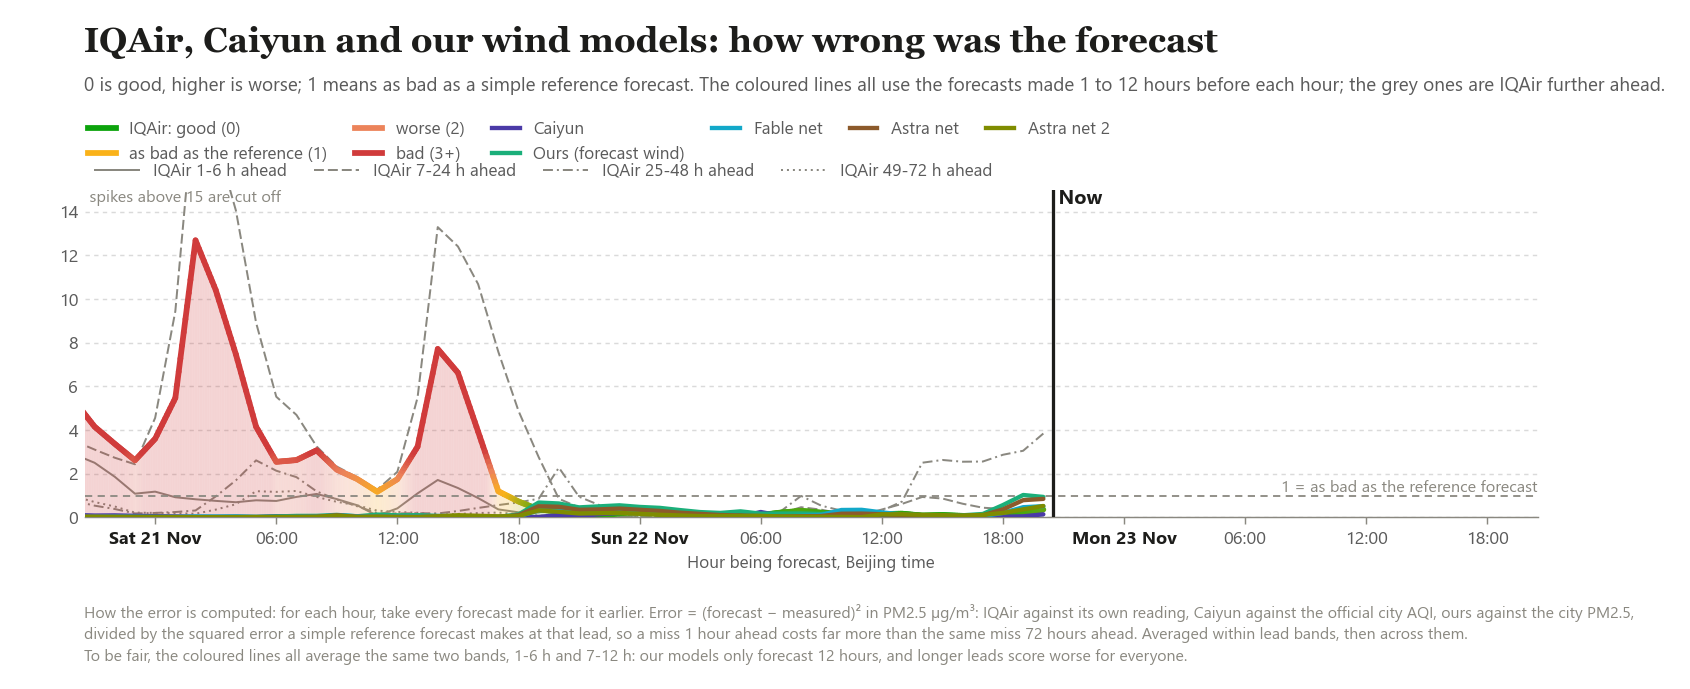 IQAir, Caiyun and our wind models: how wrong was the forecast
0 is good, higher is worse; 1 means as bad as a simple reference forecast. The coloured lines all use the forecasts made 1 to 12 hours before each hour; the grey ones are IQAir further ahead.
IQAir: good (0) worse (2) Caiyun Fable net Astra net Astra net 2
as bad as the reference (1) bad (3+) Ours (forecast wind)
IQAir 1-6 h ahead IQAir 7-24 h ahead IQAir 25-48 h ahead IQAir 49-72 h ahead
spikes above 15 are cut off
Now
14
12
10
8
6
4
2
1 = as bad as the reference forecast
0
Sat 21 Nov 06:00 12:00 18:00 Sun 22 Nov 06:00 12:00 18:00 Mon 23 Nov 06:00 12:00 18:00
Hour being forecast, Beijing time
How the error is computed: for each hour, take every forecast made for it earlier. Error = (forecast − measured)² in PM2.5 µg/m³: IQAir against its own reading, Caiyun against the official city AQI, ours against the city PM2.5,
divided by the squared error a simple reference forecast makes at that lead, so a miss 1 hour ahead costs far more than the same miss 72 hours ahead. Averaged within lead bands, then across them.
To be fair, the coloured lines all average the same two bands, 1-6 h and 7-12 h: our models only forecast 12 hours, and longer leads score worse for everyone.